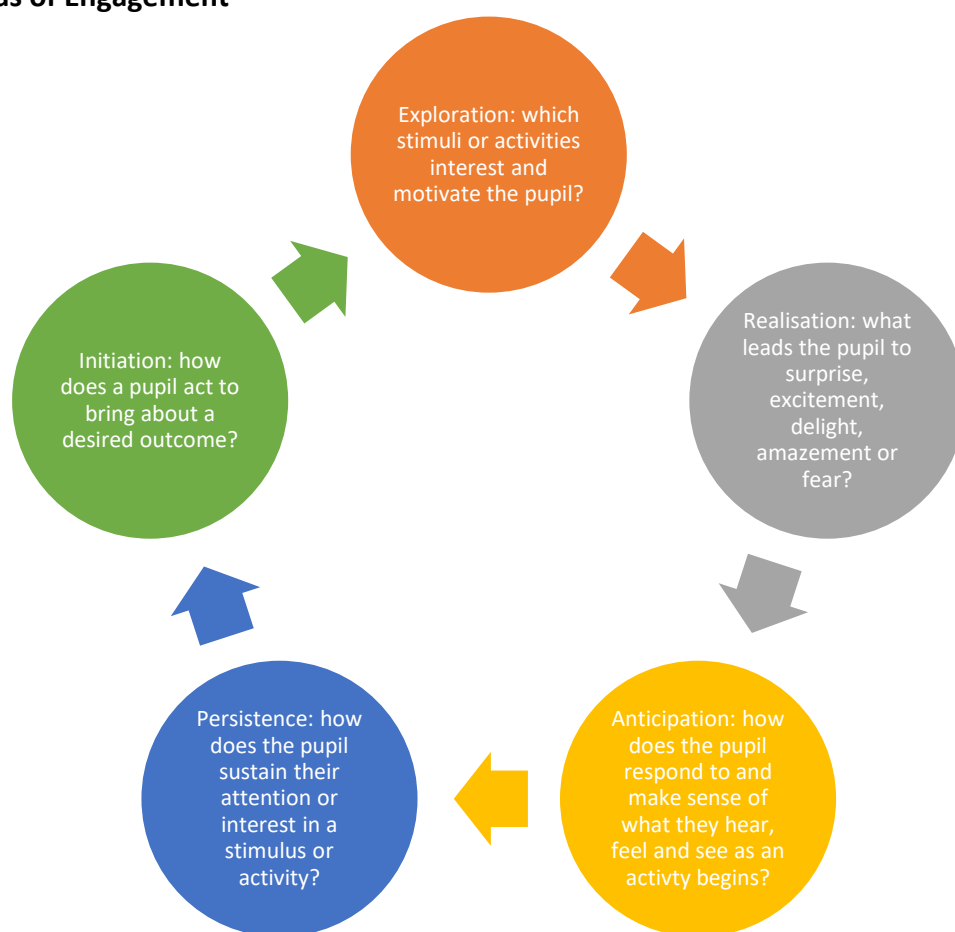 of Engagement
Exploration: which
stimuli or activities
interest and
motivate the pupil?
Realisation: what
leads the pupil to
surprise,
excitement,
delight,
amazement or
fear?
Anticipation: how
does the pupil
respond to and
make sense of
what they hear,
feel and see as an
activty begins?
Persistence: how
does the pupil
sustain their
attention or
interest in a
stimulus or
activity?
Initiation: how
does a pupil act to
bring about a
desired outcome?